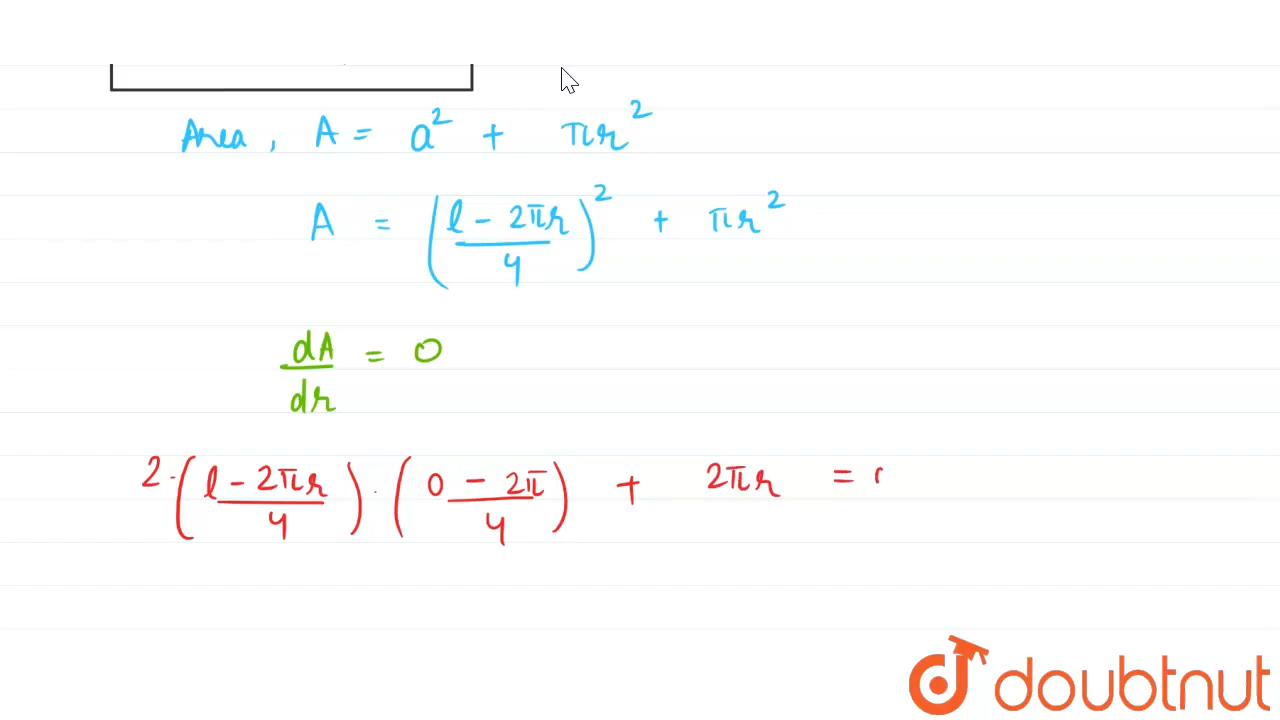 Area, A = a² + πr²
A = ((l - 2πr)/4)² + πr²
dA/dr = 0
2·((l - 2πr)/4)·((0 - 2π)/4) + 2πr =
doubtnut